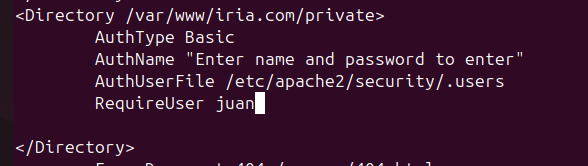 <Directory /var/www/iria.com/private>
AuthType Basic
AuthName "Enter name and password to enter"
AuthUserFile /etc/apache2/security/.users
RequireUser juan
</Directory>